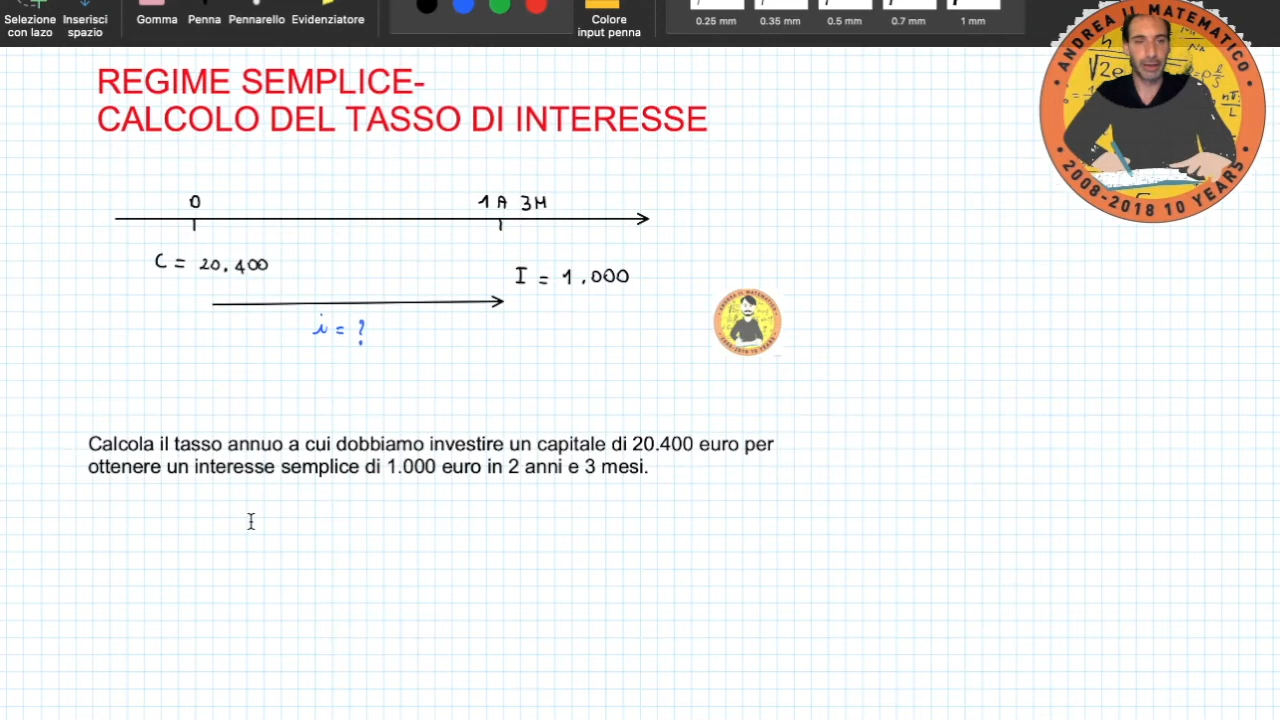 Selezione
con lazo
Inserisci
spazio
Gomma
Penna
Pennarello
Evidenziatore
Colore
input penna
0.25 mm
0.35 mm
0.5 mm
0.7 mm
1 mm
ANDREA IL MATEMATICO
2008-2018 10 YEARS
REGIME SEMPLICE-
CALCOLO DEL TASSO DI INTERESSE
0
1 A 3M
C = 20.400
I = 1.000
i = ?
Calcola il tasso annuo a cui dobbiamo investire un capitale di 20.400 euro per
ottenere un interesse semplice di 1.000 euro in 2 anni e 3 mesi.